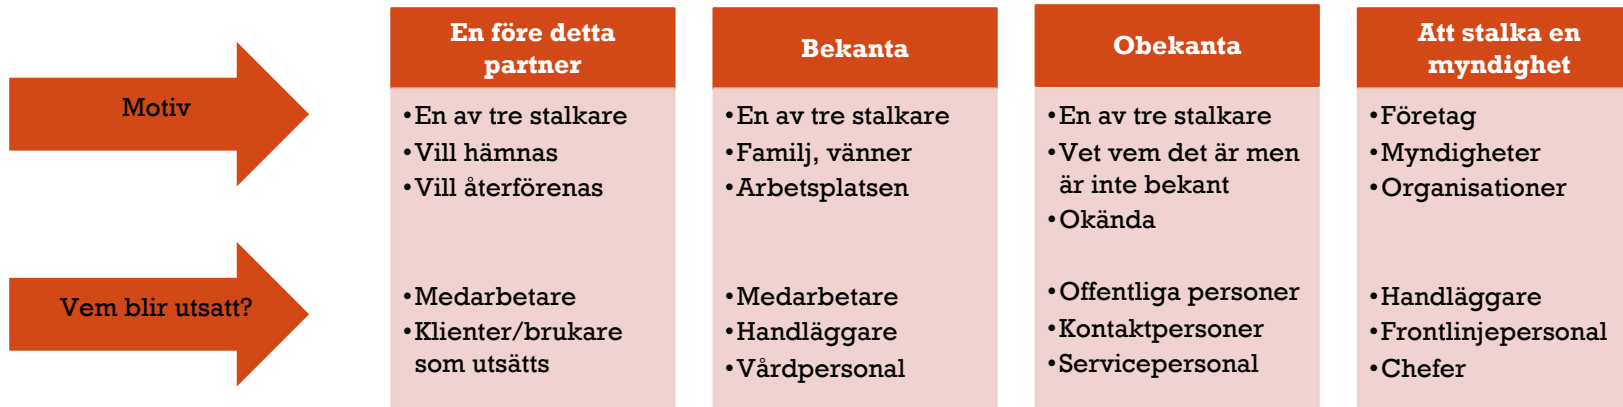 Motiv
Vem blir utsatt?
En före detta
partner
•En av tre stalkare
•Vill hämnas
•Vill återförenas
•Medarbetare
•Klienter/brukare
som utsätts
Bekanta
•En av tre stalkare
•Familj, vänner
•Arbetsplatsen
•Medarbetare
•Handläggare
•Vårdpersonal
Obekanta
•En av tre stalkare
•Vet vem det är men
är inte bekant
•Okända
•Offentliga personer
•Kontaktpersoner
•Servicepersonal
Att stalka en
myndighet
•Företag
•Myndigheter
•Organisationer
•Handläggare
•Frontlinjepersonal
•Chefer